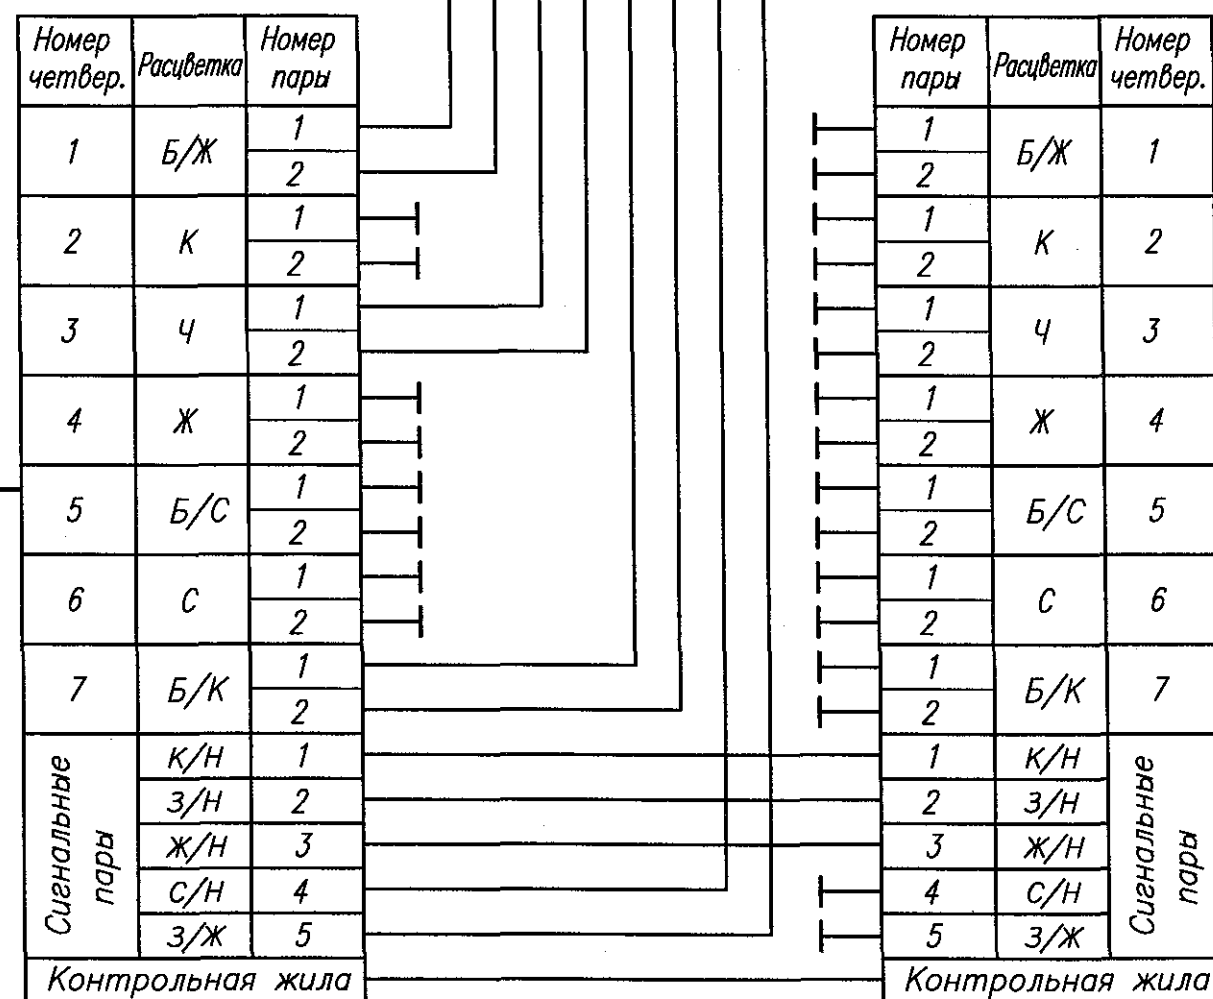 Номер четвер. Расцветка Номер пары
1 Б/Ж 1
2
2 К 1
2
3 Ч 1
2
4 Ж 1
2
5 Б/С 1
2
6 С 1
2
7 Б/К 1
2
Сигнальные пары
К/Н 1
З/Н 2
Ж/Н 3
С/Н 4
З/Ж 5
Контрольная жила
Номер пары Расцветка Номер четвер.
1 Б/Ж 1
2
1 К 2
2
1 Ч 3
2
1 Ж 4
2
1 Б/С 5
2
1 С 6
2
1 Б/К 7
2
1 К/Н
2 З/Н
3 Ж/Н
4 С/Н
5 З/Ж
Сигнальные пары
Контрольная жила